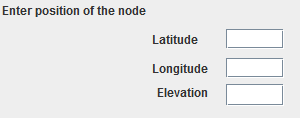 Enter position of the node
Latitude
Longitude
Elevation